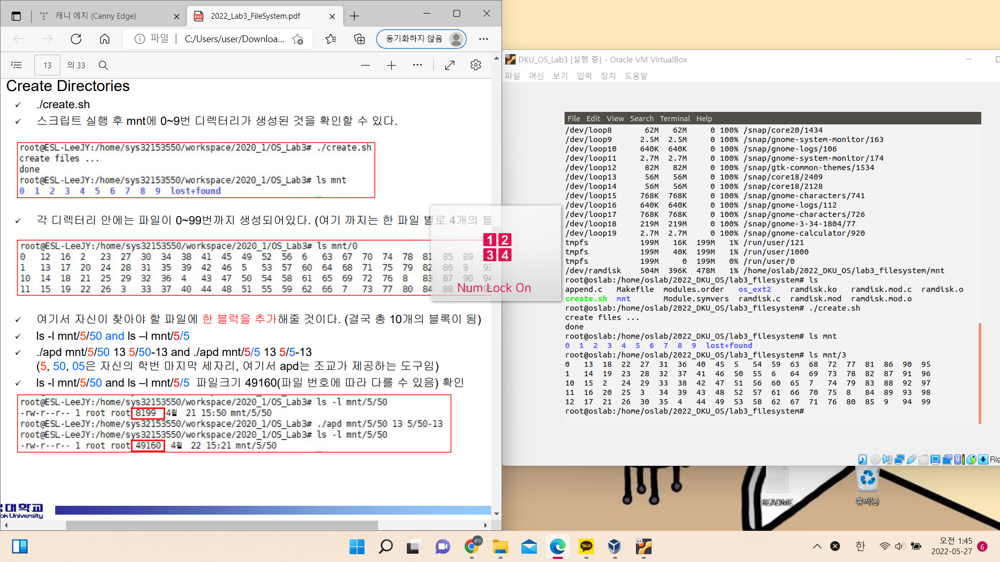 캐니 에지 (Canny Edge)
2022_Lab3_FileSystem.pdf
파일
C:/Users/user/Downloa...
동기화하지 않음
13
의 33
Create Directories
✓ ./create.sh
✓ 스크립트 실행 후 mnt에 0~9번 디렉터리가 생성된 것을 확인할 수 있다.
root@ESL-LeeJY:/home/sys32153550/workspace/2020_1/OS_Lab3# ./create.sh
create files ...
done
root@ESL-LeeJY:/home/sys32153550/workspace/2020_1/OS_Lab3# ls mnt
0 1 2 3 4 5 6 7 8 9 lost+found
✓ 각 디렉터리 안에는 파일이 0~99번까지 생성되어있다. (여기 까지는 한 파일 별로 4개의 블
root@ESL-LeeJY:/home/sys32153550/workspace/2020_1/OS_Lab3# ls mnt/0
0 12 16 2 23 27 30 34 38 41 45 49 52 56 6 63 67 70 74 78 81 85 89
1 13 17 20 24 28 31 35 39 42 46 5 53 57 60 64 68 71 75 79 82 86 9 93
10 14 18 21 25 29 32 36 4 43 47 50 54 58 61 65 69 72 76 8 83 87 90 94
11 15 19 22 26 3 33 37 40 44 48 51 55 59 62 66 7 73 77 80 84 88
✓ 여기서 자신이 찾아야 할 파일에 한 블럭을 추가해줄 것이다. (결국 총 10개의 블록이 됨)
✓ ls -l mnt/5/50 and ls –l mnt/5/5
✓ ./apd mnt/5/50 13 5/50-13 and ./apd mnt/5/5 13 5/5-13
(5, 50, 05은 자신의 학번 마지막 세자리, 여기서 apd는 조교가 제공하는 도구임)
✓ ls -l mnt/5/50 and ls –l mnt/5/5 파일크기 49160(파일 번호에 따라 다를 수 있음) 확인
root@ESL-LeeJY:/home/sys32153550/workspace/2020_1/OS_Lab3# ls -l mnt/5/50
-rw-r--r-- 1 root root 8199 4월 21 15:50 mnt/5/50
root@ESL-LeeJY:/home/sys32153550/workspace/2020_1/OS_Lab3# ./apd mnt/5/50 13 5/50-13
root@ESL-LeeJY:/home/sys32153550/workspace/2020_1/OS_Lab3# ls -l mnt/5/50
-rw-r--r-- 1 root root 49160 4월 22 15:21 mnt/5/50
대학교
ok University
1 2
3 4
Num Lock On
DKU_OS_Lab3 [실행 중] - Oracle VM VirtualBox
파일 머신 보기 입력 장치 도움말
File Edit View Search Terminal Help
/dev/loop8 62M 62M 0 100% /snap/core20/1434
/dev/loop9 2.5M 2.5M 0 100% /snap/gnome-system-monitor/163
/dev/loop10 640K 640K 0 100% /snap/gnome-logs/106
/dev/loop11 2.7M 2.7M 0 100% /snap/gnome-system-monitor/174
/dev/loop12 82M 82M 0 100% /snap/gtk-common-themes/1534
/dev/loop13 56M 56M 0 100% /snap/core18/2409
/dev/loop14 56M 56M 0 100% /snap/core18/2128
/dev/loop15 768K 768K 0 100% /snap/gnome-characters/741
/dev/loop16 640K 640K 0 100% /snap/gnome-logs/112
/dev/loop17 768K 768K 0 100% /snap/gnome-characters/726
/dev/loop18 219M 219M 0 100% /snap/gnome-3-34-1804/77
/dev/loop19 2.7M 2.7M 0 100% /snap/gnome-calculator/920
tmpfs 199M 16K 199M 1% /run/user/121
tmpfs 199M 40K 199M 1% /run/user/1000
tmpfs 199M 0 199M 0% /run/user/0
/dev/ramdisk 504M 396K 478M 1% /home/oslab/2022_DKU_OS/lab3_filesystem/mnt
root@oslab:/home/oslab/2022_DKU_OS/lab3_filesystem# ls
append.c Makefile modules.order os_ext2 ramdisk.ko ramdisk.mod.c ramdisk.o
create.sh mnt Module.symvers ramdisk.c ramdisk.mod ramdisk.mod.o
root@oslab:/home/oslab/2022_DKU_OS/lab3_filesystem# ./create.sh
create files ...
done
root@oslab:/home/oslab/2022_DKU_OS/lab3_filesystem# ls mnt
0 1 2 3 4 5 6 7 8 9 lost+found
root@oslab:/home/oslab/2022_DKU_OS/lab3_filesystem# ls mnt/3
0 13 18 22 27 31 36 40 45 5 54 59 63 68 72 77 81 86 90 95
1 14 19 23 28 32 37 41 46 50 55 6 64 69 73 78 82 87 91 96
10 15 2 24 29 33 38 42 47 51 56 60 65 7 74 79 83 88 92 97
11 16 20 25 3 34 39 43 48 52 57 61 66 70 75 8 84 89 93 98
12 17 21 26 30 35 4 44 49 53 58 62 67 71 76 80 85 9 94 99
root@oslab:/home/oslab/2022_DKU_OS/lab3_filesystem#
Rig
README
휴지통
경민
TALK
64
한
오전 1:45
2022-05-27
6